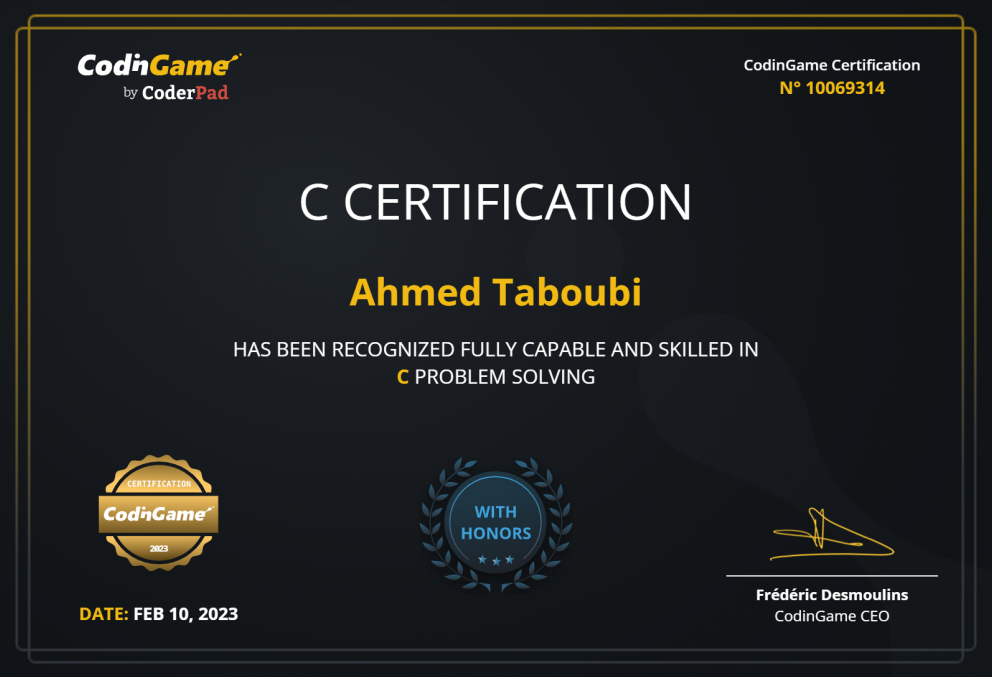 CodinGame
by CoderPad
CodinGame Certification
N° 10069314
C CERTIFICATION
Ahmed Taboubi
HAS BEEN RECOGNIZED FULLY CAPABLE AND SKILLED IN
C PROBLEM SOLVING
CERTIFICATION
CodinGame
2023
WITH
HONORS
DATE: FEB 10, 2023
Frédéric Desmoulins
CodinGame CEO